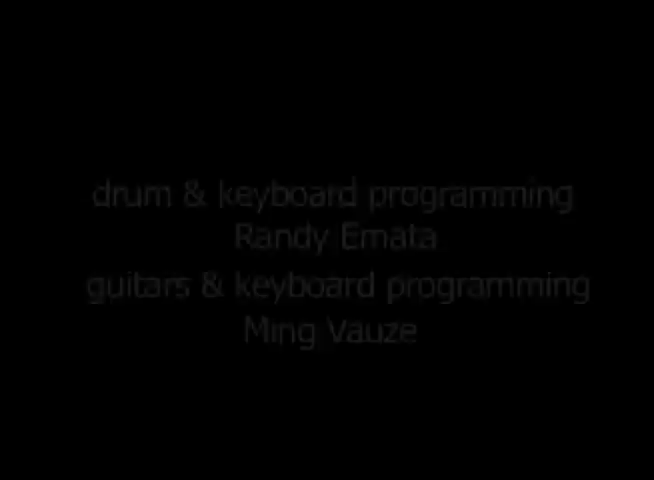 drum & keyboard programming
Randy Emata
guitars & keyboard programming
Ming Vauze